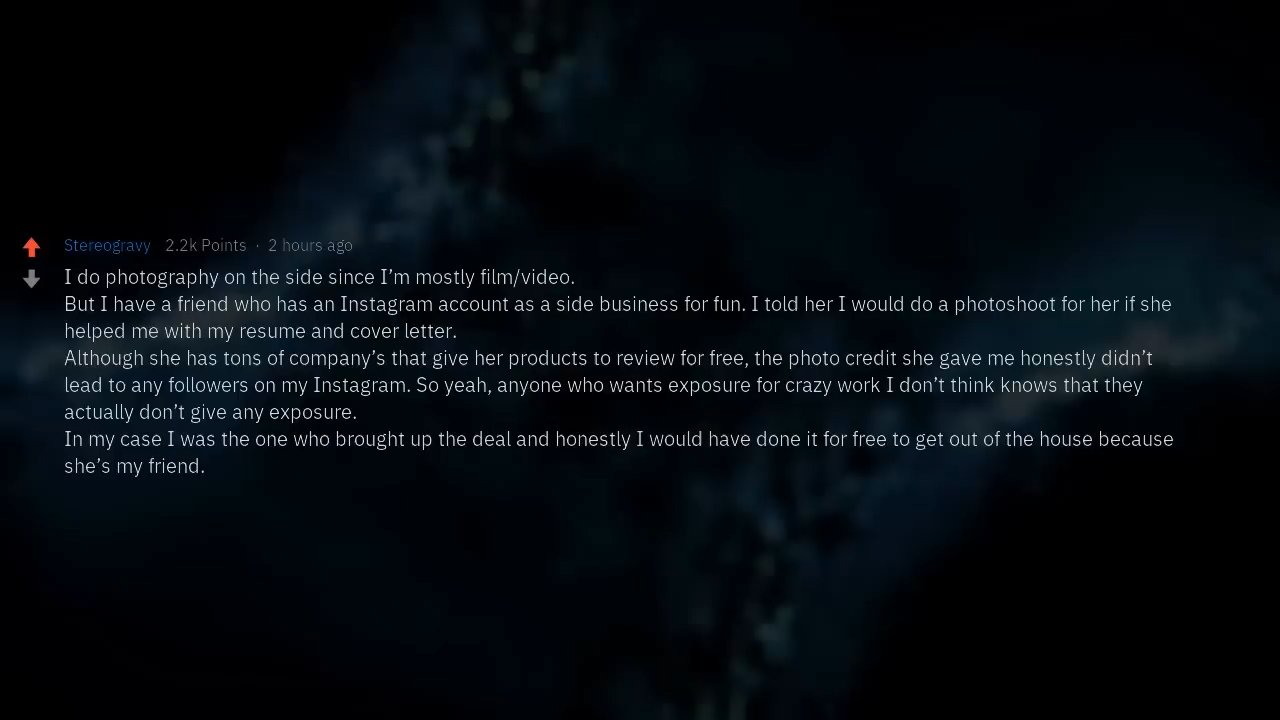 Stereogravy 2.2k Points · 2 hours ago
I do photography on the side since I’m mostly film/video.
But I have a friend who has an Instagram account as a side business for fun. I told her I would do a photoshoot for her if she
helped me with my resume and cover letter.
Although she has tons of company’s that give her products to review for free, the photo credit she gave me honestly didn’t
lead to any followers on my Instagram. So yeah, anyone who wants exposure for crazy work I don’t think knows that they
actually don’t give any exposure.
In my case I was the one who brought up the deal and honestly I would have done it for free to get out of the house because
she’s my friend.